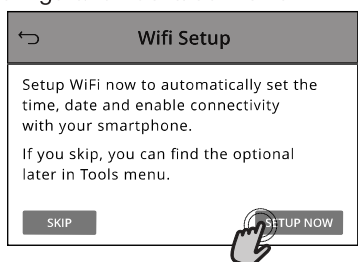 Wifi Setup
Setup WiFi now to automatically set the
time, date and enable connectivity
with your smartphone.
If you skip, you can find the optional
later in Tools menu.
SKIP
SETUP NOW